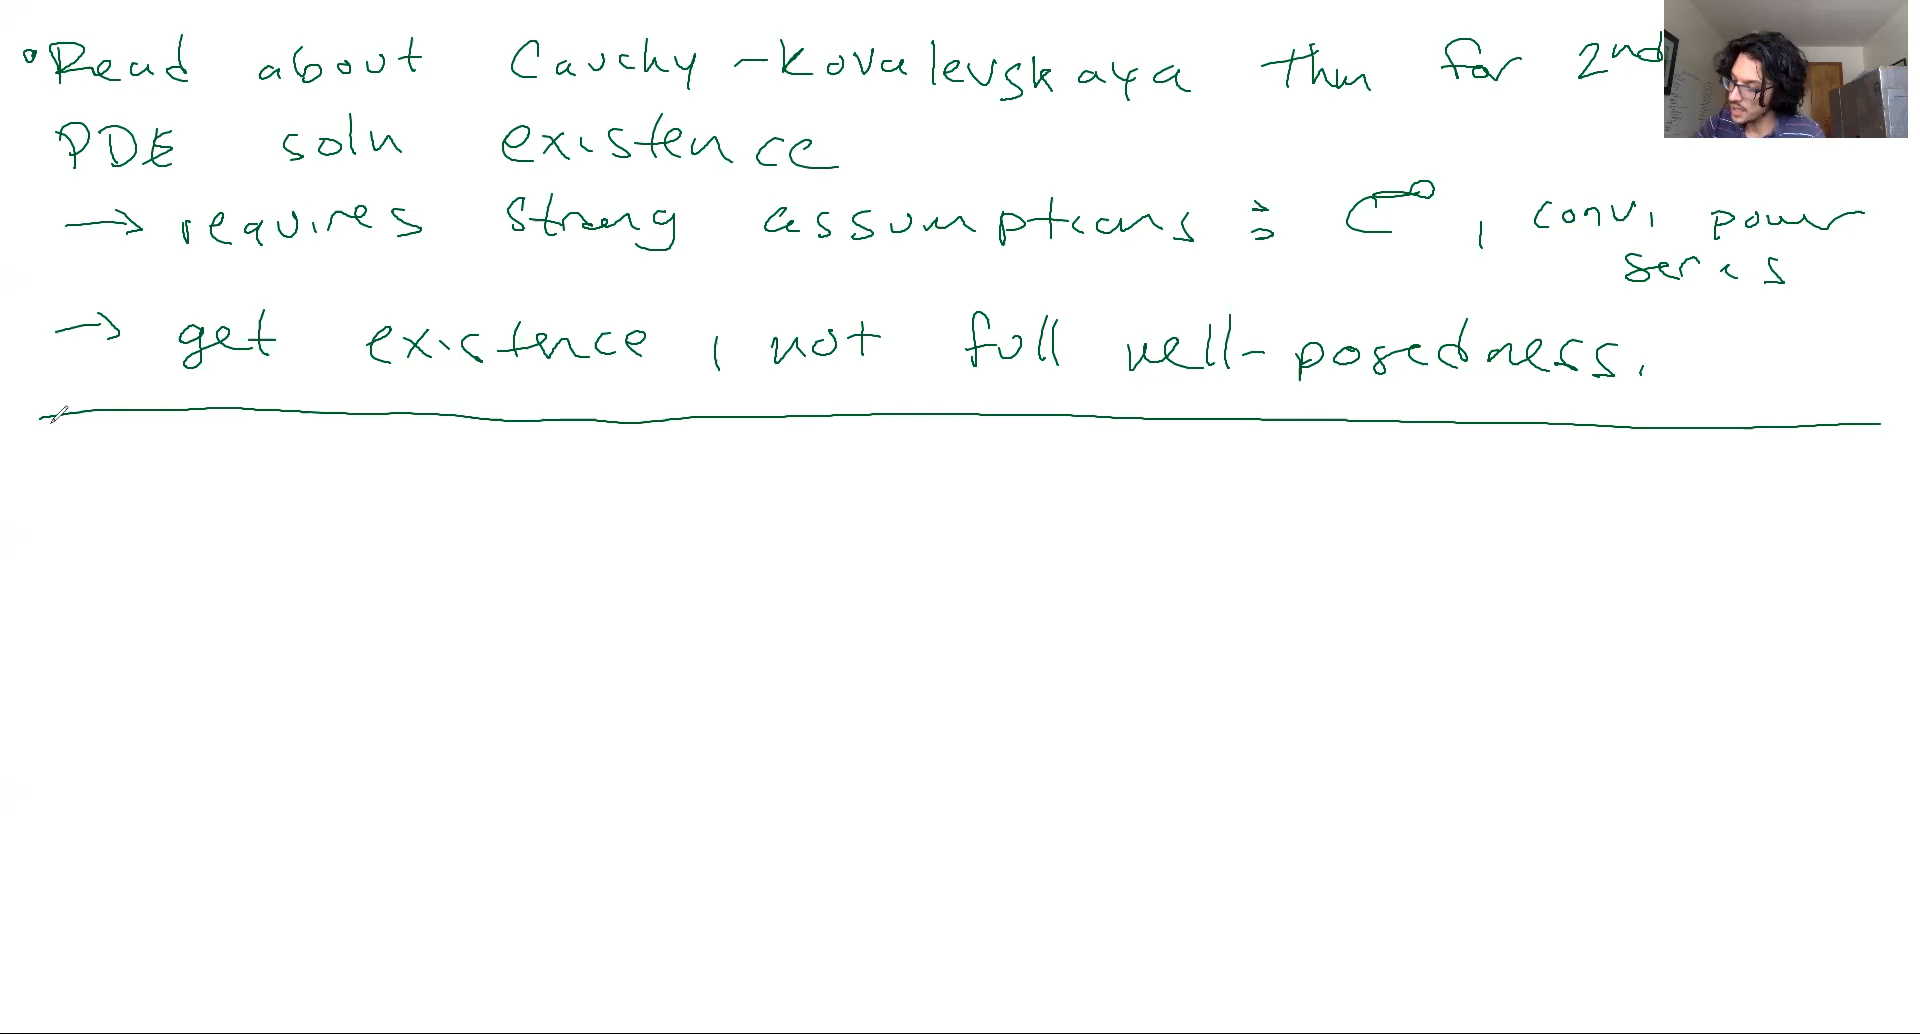 • Read about Cauchy-Kovalevskaya thm for 2nd
PDE soln existence
→ requires strong assumptions : C^∞, conv. power
series
→ get existence, not full well-posedness.